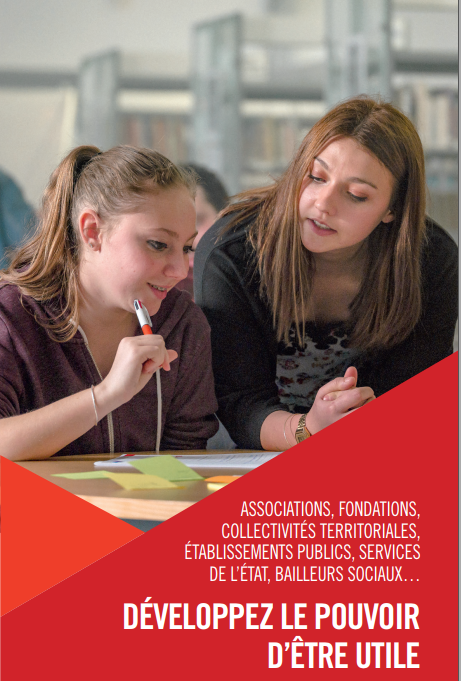 ASSOCIATIONS, FONDATIONS,
COLLECTIVITÉS TERRITORIALES,
ÉTABLISSEMENTS PUBLICS, SERVICES
DE L’ÉTAT, BAILLEURS SOCIAUX…
DÉVELOPPEZ LE POUVOIR
D’ÊTRE UTILE